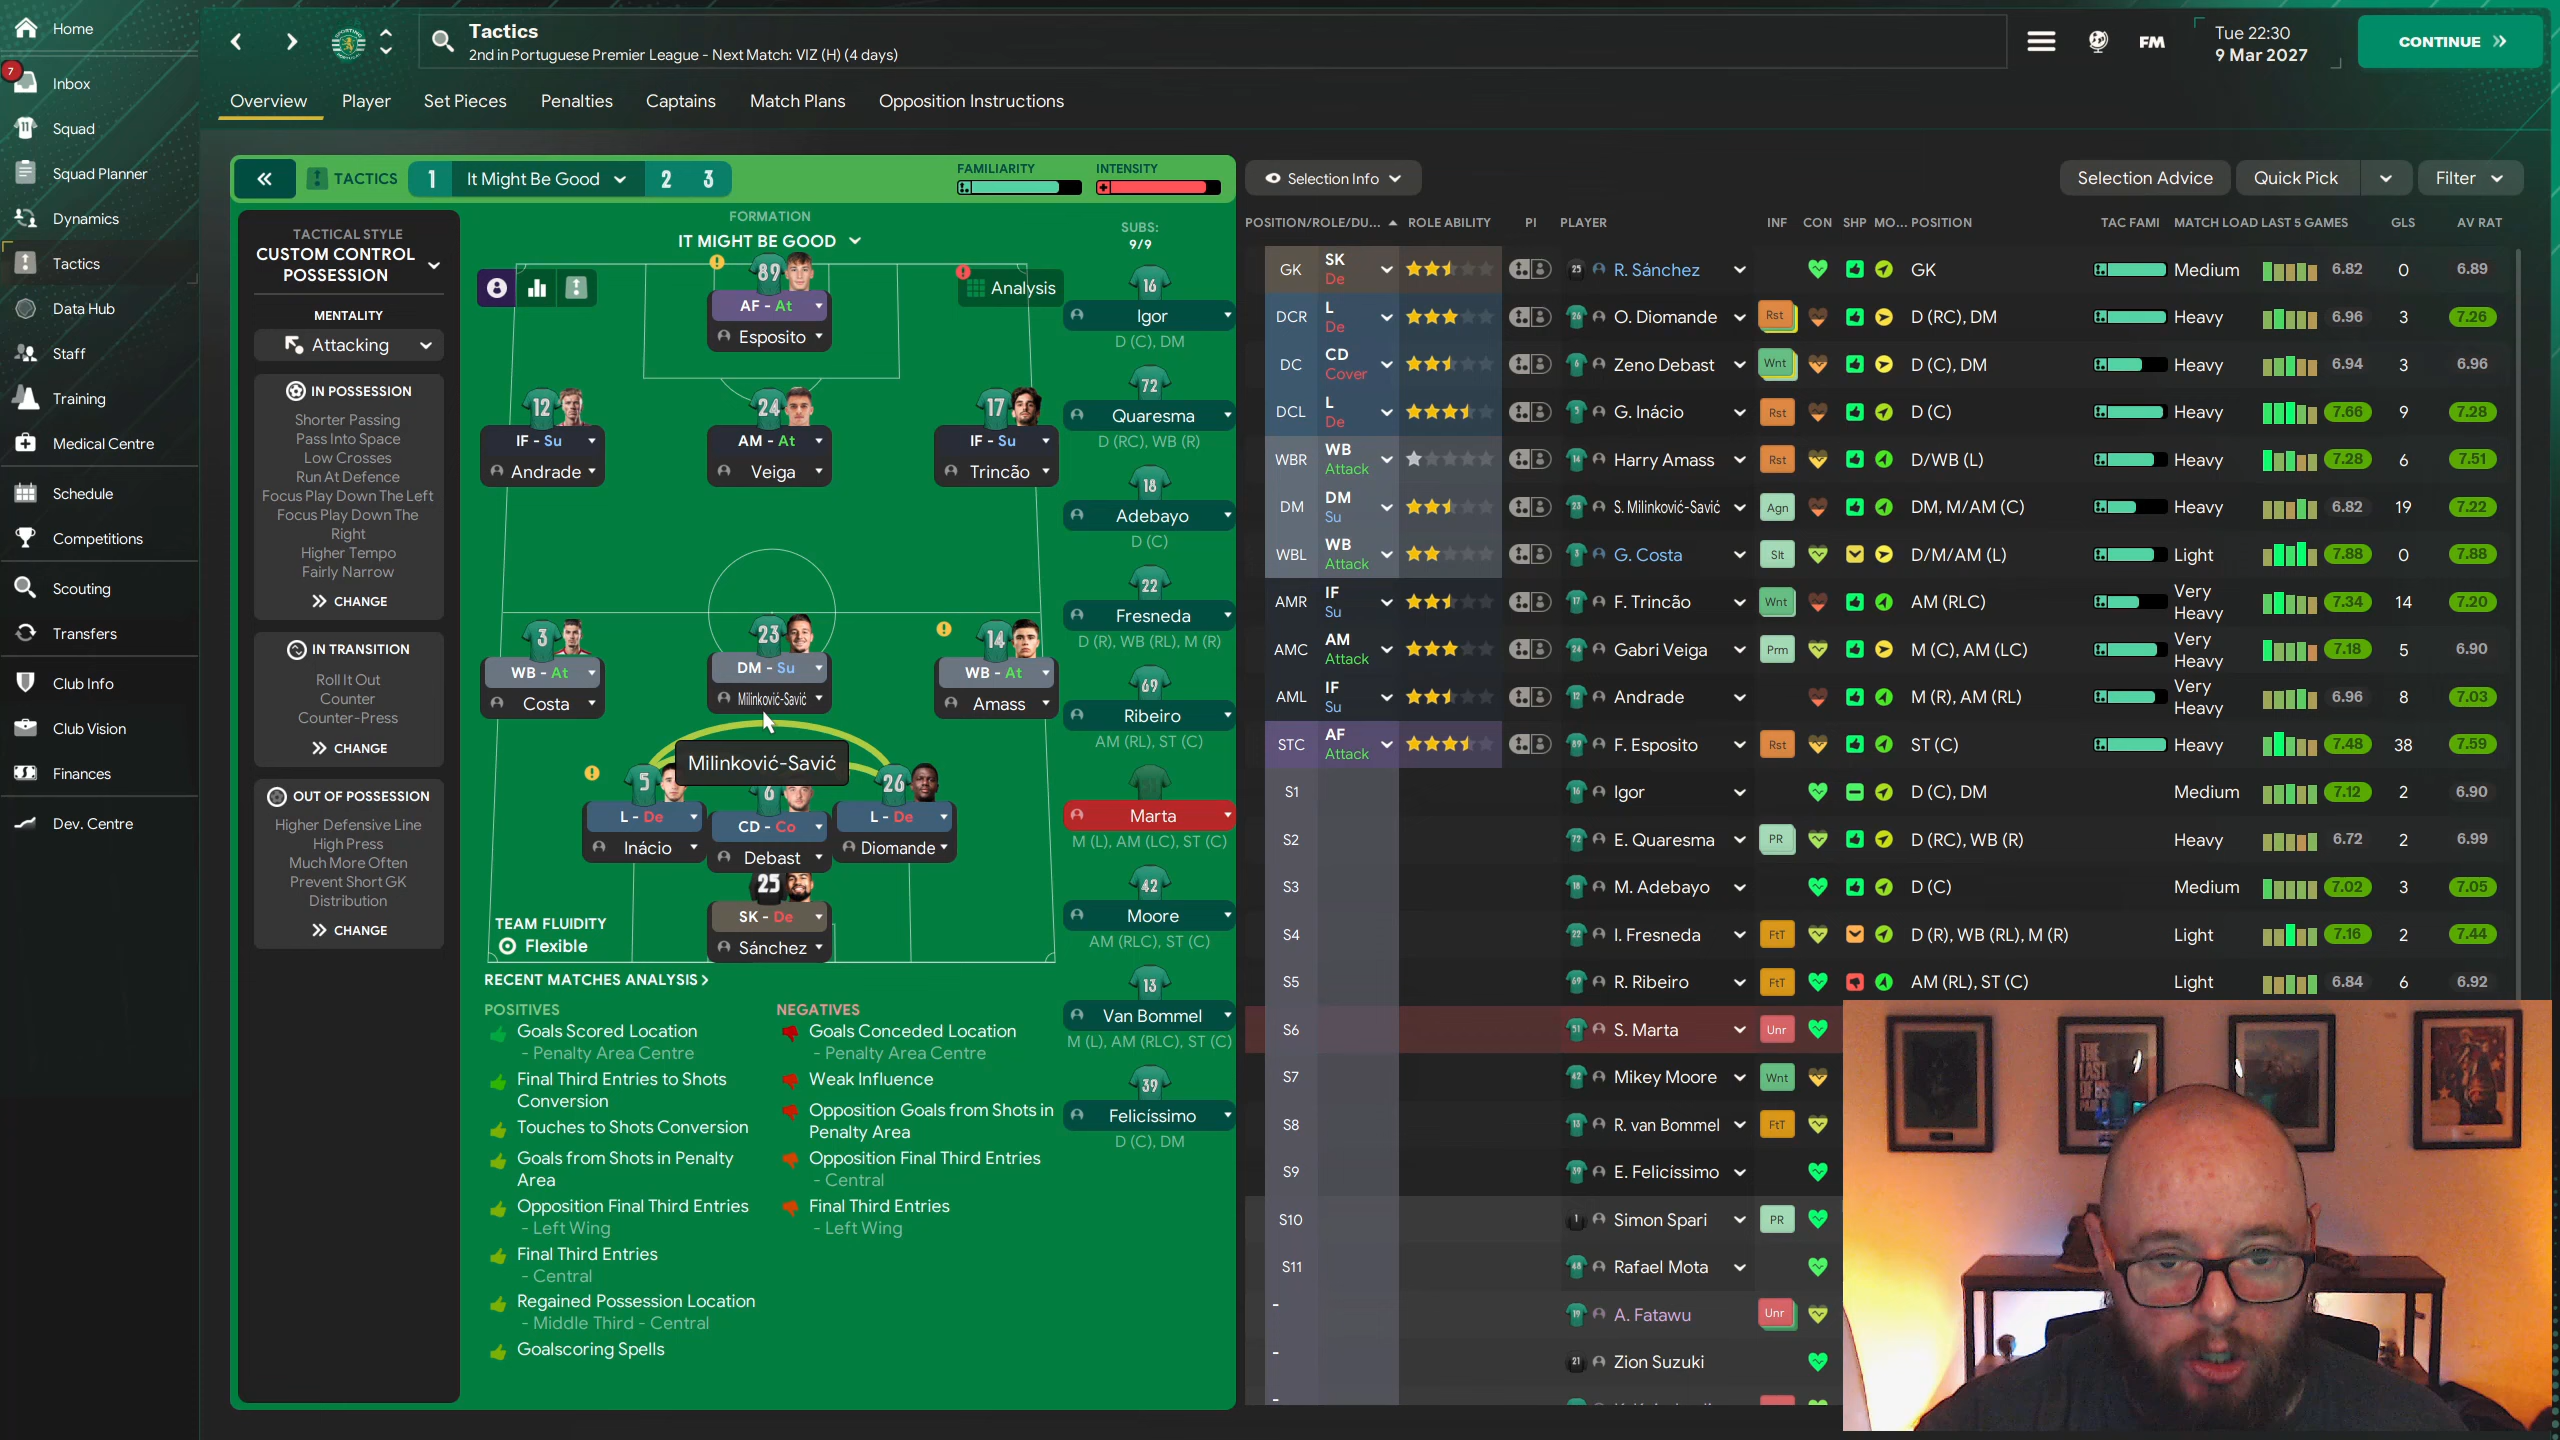 Home
7
Inbox
Squad
Squad Planner
Dynamics
Tactics
Data Hub
Staff
Training
Medical Centre
Schedule
Competitions
Scouting
Transfers
Club Info
Club Vision
Finances
Dev. Centre
Tactics
2nd in Portuguese Premier League - Next Match: VIZ (H) (4 days)
FM
Tue 22:30
9 Mar 2027
CONTINUE
Overview
Player
Set Pieces
Penalties
Captains
Match Plans
Opposition Instructions
TACTICS
1
It Might Be Good
2
3
FAMILIARITY
INTENSITY
TACTICAL STYLE
CUSTOM CONTROL
POSSESSION
MENTALITY
Attacking
IN POSSESSION
Shorter Passing
Pass Into Space
Low Crosses
Run At Defence
Focus Play Down The Left
Focus Play Down The
Right
Higher Tempo
Fairly Narrow
CHANGE
IN TRANSITION
Roll It Out
Counter
Counter-Press
CHANGE
OUT OF POSSESSION
Higher Defensive Line
High Press
Much More Often
Prevent Short GK
Distribution
CHANGE
FORMATION
IT MIGHT BE GOOD
Analysis
89
AF - At
Esposito
12
IF - Su
Andrade
24
AM - At
Veiga
17
IF - Su
Trincão
3
WB - At
Costa
23
DM - Su
Milinković-Savić
14
WB - At
Amass
Milinković-Savić
5
L - De
Inácio
6
CD - Co
Debast
26
L - De
Diomande
25
SK - De
Sánchez
TEAM FLUIDITY
Flexible
SUBS:
9/9
16
Igor
D (C), DM
72
Quaresma
D (RC), WB (R)
18
Adebayo
D (C)
22
Fresneda
D (R), WB (RL), M (R)
69
Ribeiro
AM (RL), ST (C)
Marta
M (L), AM (LC), ST (C)
42
Moore
AM (RLC), ST (C)
13
Van Bommel
M (L), AM (RLC), ST (C)
39
Felicíssimo
D (C), DM
RECENT MATCHES ANALYSIS
POSITIVES
Goals Scored Location
- Penalty Area Centre
Final Third Entries to Shots
Conversion
Touches to Shots Conversion
Goals from Shots in Penalty
Area
Opposition Final Third Entries
- Left Wing
Final Third Entries
- Central
Regained Possession Location
- Middle Third - Central
Goalscoring Spells
NEGATIVES
Goals Conceded Location
- Penalty Area Centre
Weak Influence
Opposition Goals from Shots in
Penalty Area
Opposition Final Third Entries
- Central
Final Third Entries
- Left Wing
Selection Info
Selection Advice
Quick Pick
Filter
POSITION/ROLE/DU... ROLE ABILITY PI PLAYER INF CON SHP MO... POSITION TAC FAMI MATCH LOAD LAST 5 GAMES GLS AV RAT
GK SK De R. Sánchez GK Medium 6.82 0 6.89
DCR L De O. Diomande Rst D (RC), DM Heavy 6.96 3 7.26
DC CD Cover Zeno Debast Wnt D (C), DM Heavy 6.94 3 6.96
DCL L De G. Inácio Rst D (C) Heavy 7.66 9 7.28
WBR WB Attack Harry Amass Rst D/WB (L) Heavy 7.28 6 7.51
DM DM Su S. Milinković-Savić Agn DM, M/AM (C) Heavy 6.82 19 7.22
WBL WB Attack G. Costa Slt D/M/AM (L) Light 7.88 0 7.88
AMR IF Su F. Trincão Wnt AM (RLC) Very Heavy 7.34 14 7.20
AMC AM Attack Gabri Veiga Prm M (C), AM (LC) Very Heavy 7.18 5 6.90
AML IF Su Andrade M (R), AM (RL) Very Heavy 6.96 8 7.03
STC AF Attack F. Esposito Rst ST (C) Heavy 7.48 38 7.59
S1 Igor D (C), DM Medium 7.12 2 6.90
S2 E. Quaresma PR D (RC), WB (R) Heavy 6.72 2 6.99
S3 M. Adebayo D (C) Medium 7.02 3 7.05
S4 I. Fresneda FtT D (R), WB (RL), M (R) Light 7.16 2 7.44
S5 R. Ribeiro FtT AM (RL), ST (C) Light 6.84 6 6.92
S6 S. Marta Unr
S7 Mikey Moore Wnt
S8 R. van Bommel FtT
S9 E. Felicíssimo
S10 Simon Spari PR
S11 Rafael Mota
- A. Fatawu Unr
- Zion Suzuki
-
THE
LAST
OF US